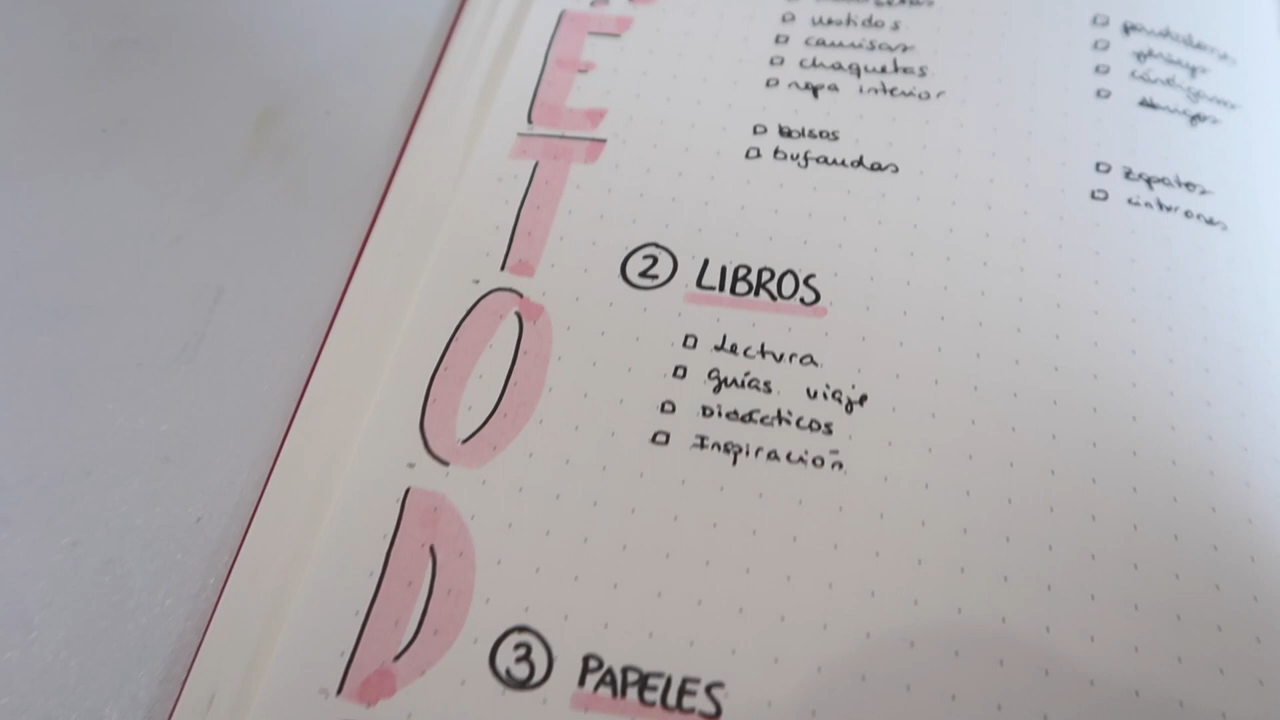 E
T
O
D
vestidos
camisas
chaquetas
ropa interior
bolsos
bufandas
zapatos
cinturones
② LIBROS
Lectura
guías viaje
Didácticos
Inspiración
③ PAPELES